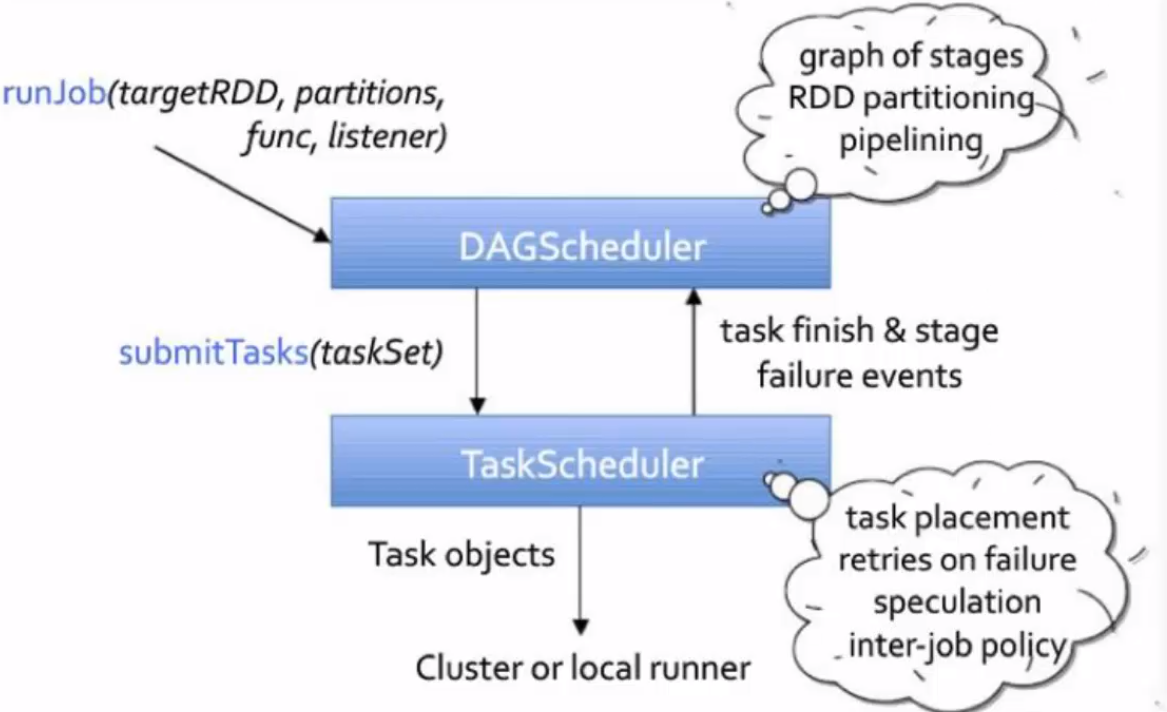 graph of stages
RDD partitioning
pipelining
runJob(targetRDD, partitions,
func, listener)
DAGScheduler
submitTasks(taskSet)
task finish & stage
failure events
TaskScheduler
task placement
retries on failure
speculation
inter-job policy
Task objects
Cluster or local runner